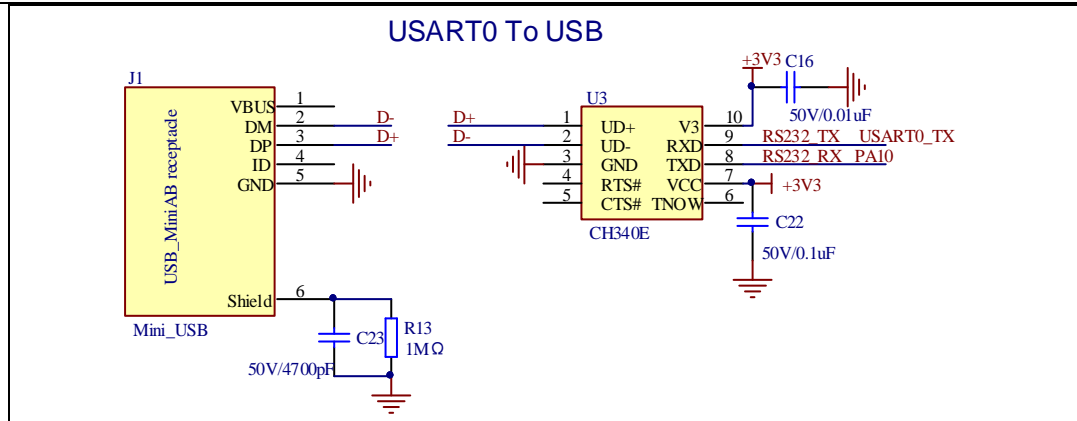 USART0 To USB
J1
VBUS 1
DM 2 D-
DP 3 D+
ID 4
GND 5
USB_MiniAB receptacle
Shield 6
Mini_USB
C23
50V/4700pF
R13
1MΩ
U3
D+ 1 UD+
D- 2 UD-
3 GND
4 RTS#
5 CTS#
V3 10
RXD 9 RS232_TX USART0_TX
TXD 8 RS232_RX PA10
VCC 7 +3V3
TNOW 6
CH340E
+3V3
C16
50V/0.01uF
C22
50V/0.1uF